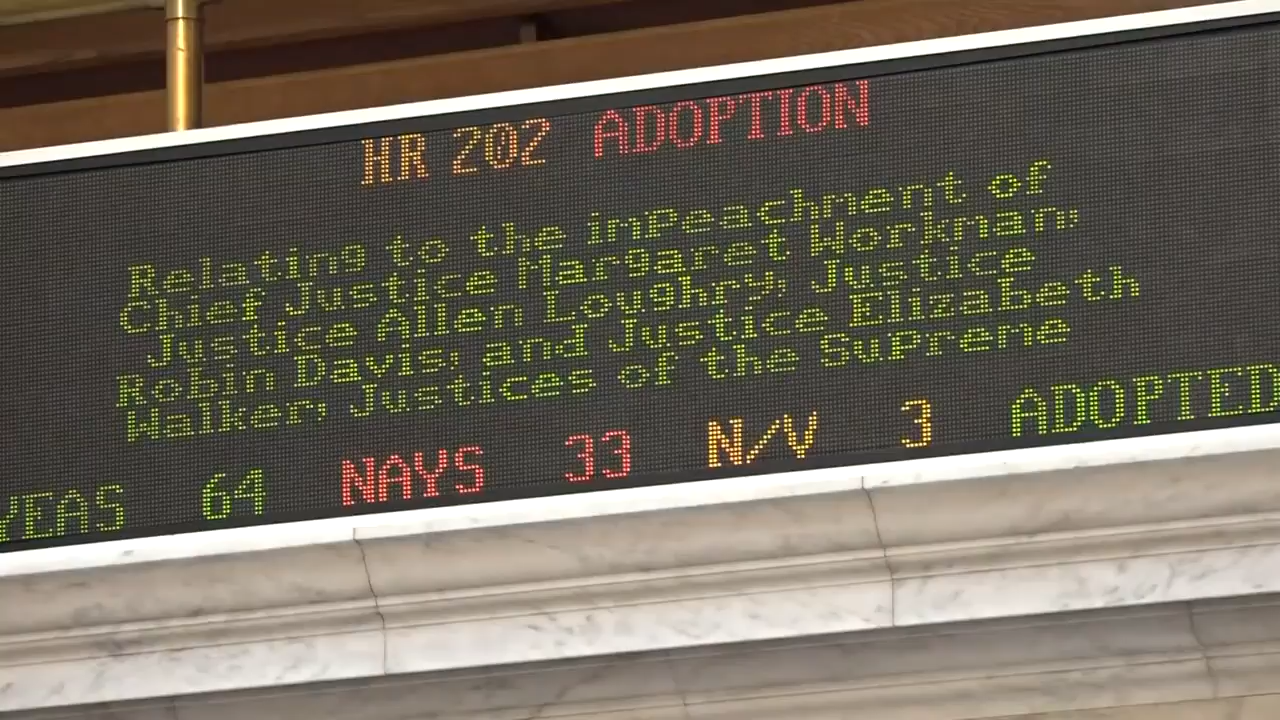 HR 202 ADOPTION
Relating to the impeachment of
Chief Justice Margaret Workman;
Justice Allen Loughry; Justice
Robin Davis; and Justice Elizabeth
Walker, Justices of the Supreme
YEAS 64 NAYS 33 N/V 3 ADOPTED